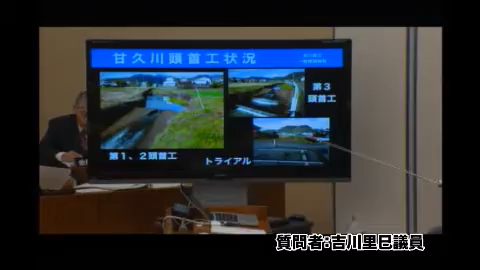 甘久川頭首工状況
第3
頭首工
第1、2頭首工
トライアル
質問者:吉川里巳議員